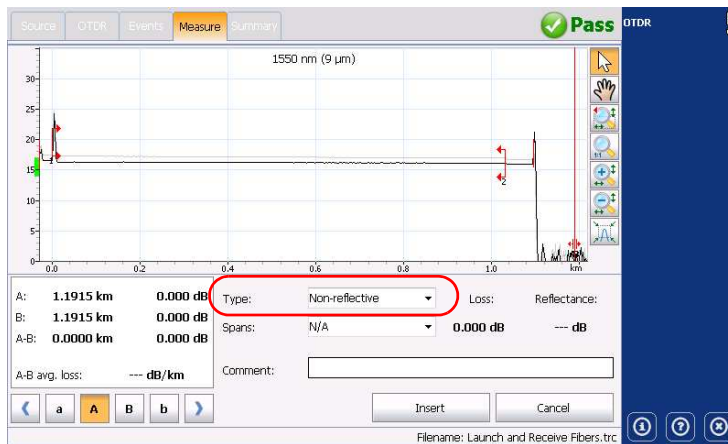 Source OTDR Events Measure Summary Pass OTDR
1550 nm (9 µm)
30
25
20
15
10
5
0
1
2
0.0 0.2 0.4 0.6 0.8 1.0 km
1:1
A: 1.1915 km 0.000 dB
B: 1.1915 km 0.000 dB
A-B: 0.0000 km 0.000 dB
A-B avg. loss: --- dB/km
Type: Non-reflective Loss: Reflectance:
Spans: N/A 0.000 dB --- dB
Comment:
a A B b
Insert Cancel
Filename: Launch and Receive Fibers.trc